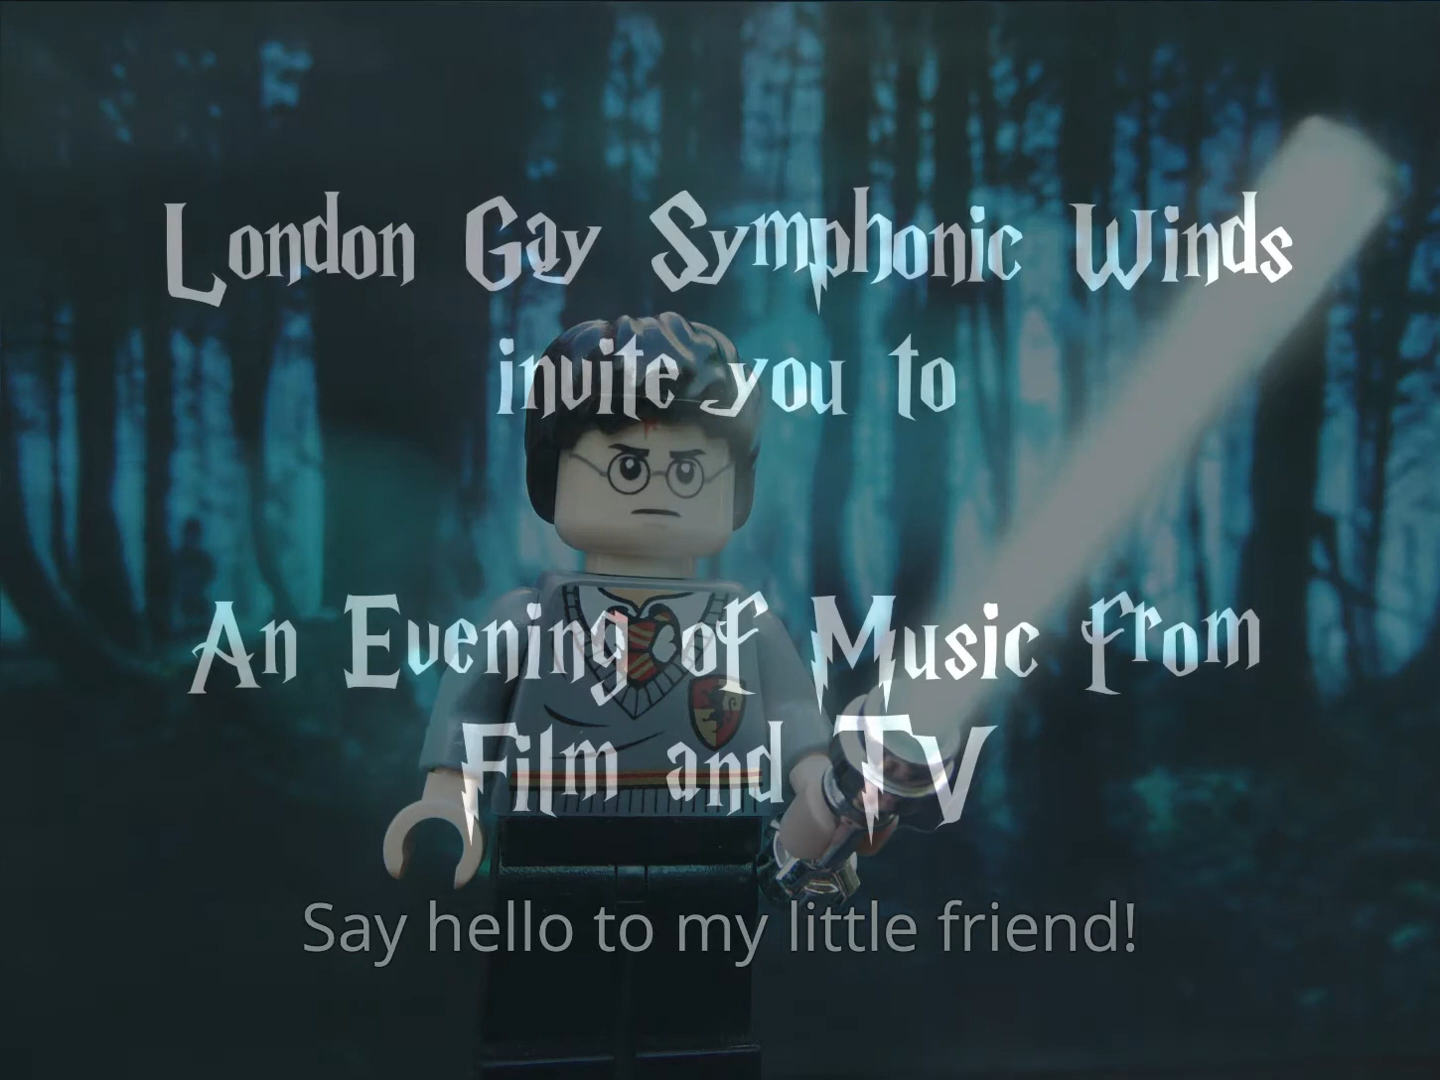 London Gay Symphonic Winds
invite you to
An Evening of Music from
Film and TV
Say hello to my little friend!